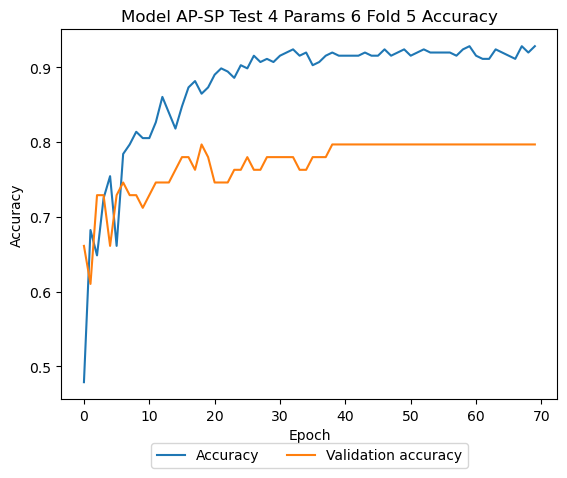 Model AP-SP Test 4 Params 6 Fold 5 Accuracy
Accuracy
0.9
0.8
0.7
0.6
0.5
0 10 20 30 40 50 60 70
Epoch
Accuracy Validation accuracy